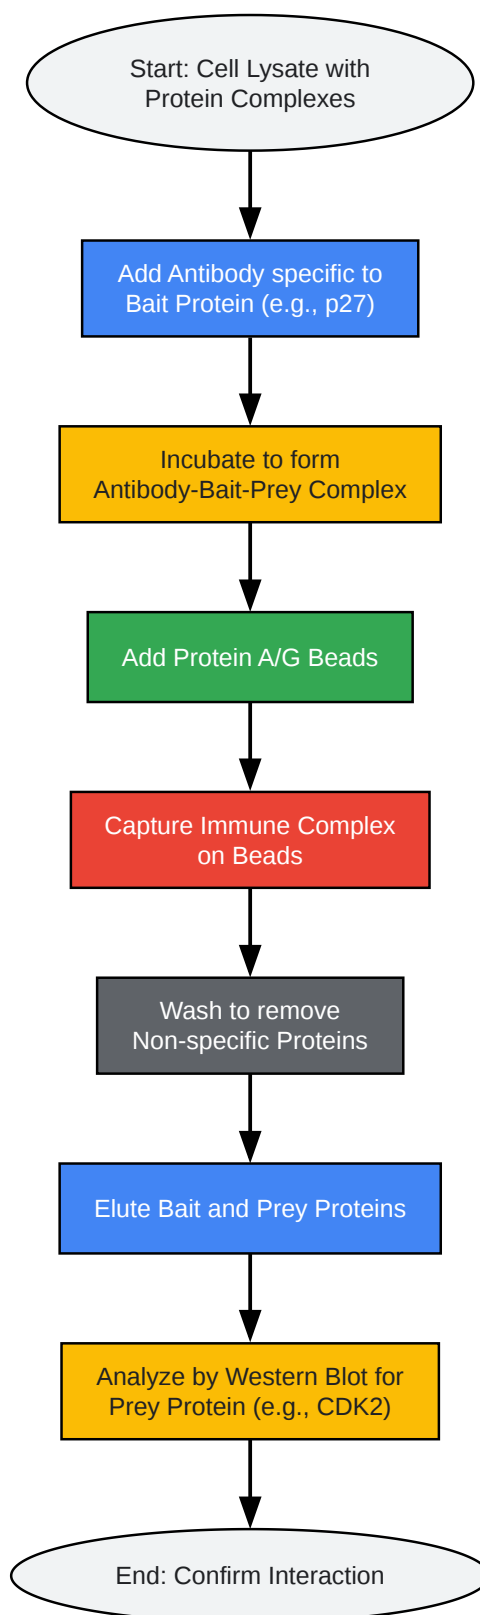 Start: Cell Lysate with
Protein Complexes
Add Antibody specific to
Bait Protein (e.g., p27)
Incubate to form
Antibody-Bait-Prey Complex
Add Protein A/G Beads
Capture Immune Complex
on Beads
Wash to remove
Non-specific Proteins
Elute Bait and Prey Proteins
Analyze by Western Blot for
Prey Protein (e.g., CDK2)
End: Confirm Interaction